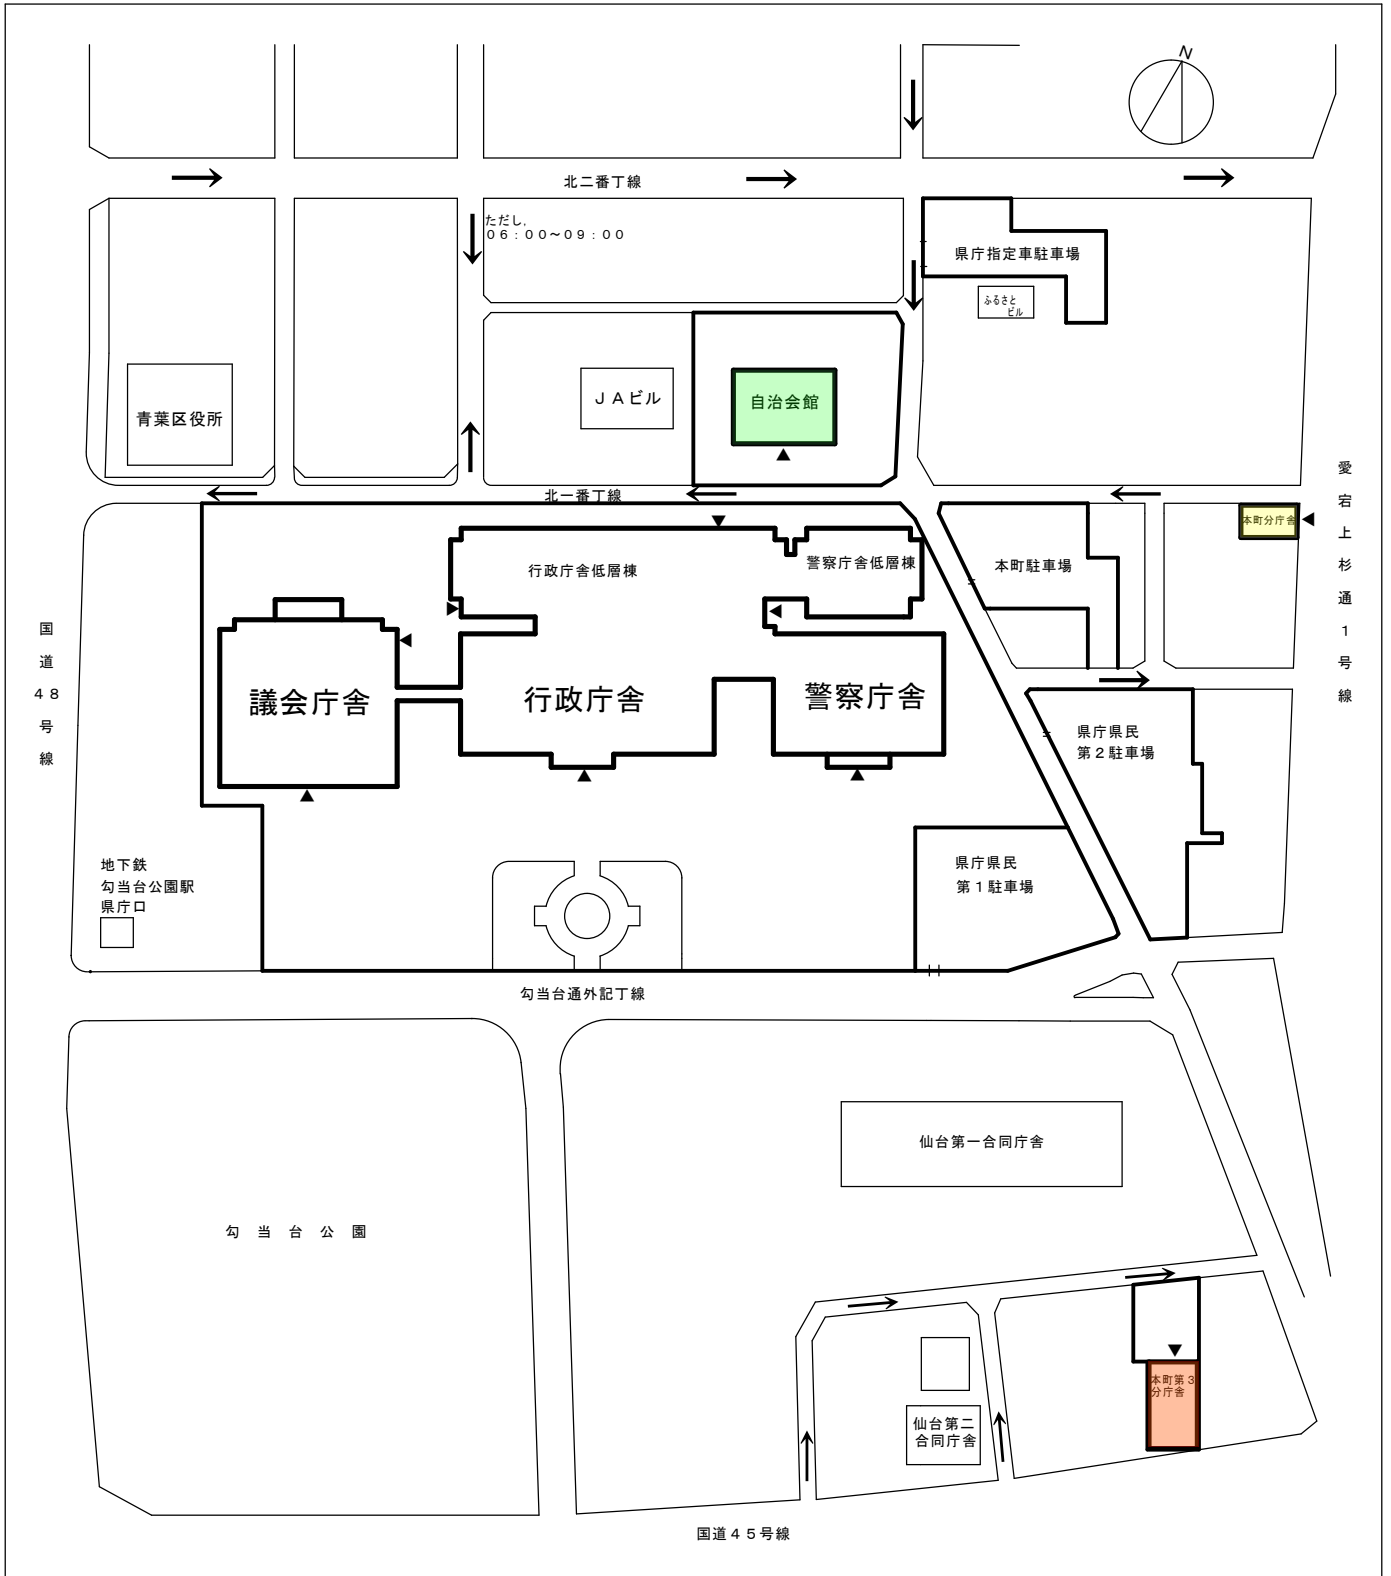 N
北二番丁線
ただし,
０６：００～０９：００
県庁指定車駐車場
ふるさと
ビル
ＪＡビル
自治会館
青葉区役所
愛宕上杉通１号線
北一番丁線
本町分庁舎
行政庁舎低層棟
警察庁舎低層棟
本町駐車場
国道４８号線
議会庁舎
行政庁舎
警察庁舎
県庁県民
第２駐車場
地下鉄
勾当台公園駅
県庁口
県庁県民
第１駐車場
勾当台通外記丁線
仙台第一合同庁舎
勾当台公園
本町第３
分庁舎
仙台第二
合同庁舎
国道４５号線